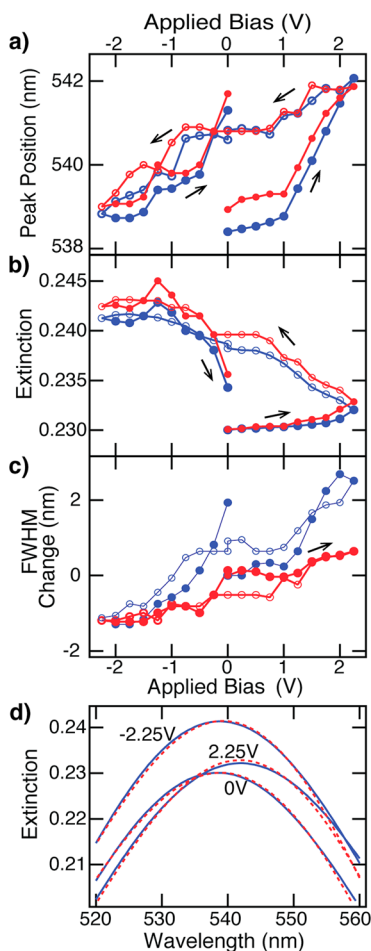 Applied Bias (V)
-2 -1 0 1 2
a)
Peak Position (nm)
542
540
538
b)
Extinction
0.245
0.240
0.235
0.230
c)
FWHM
Change (nm)
2
0
-2
-2 -1 0 1 2
Applied Bias (V)
d)
Extinction
0.24
0.23
0.22
0.21
-2.25V
2.25V
0V
520 530 540 550 560
Wavelength (nm)